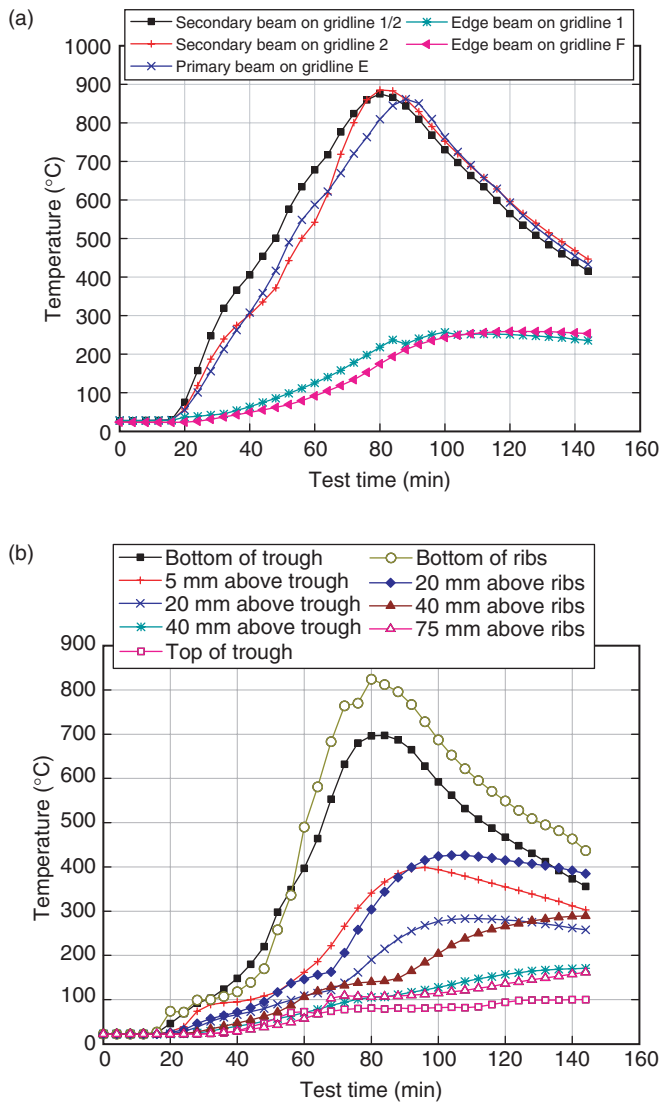 (a)
Secondary beam on gridline 1/2
Edge beam on gridline 1
Secondary beam on gridline 2
Edge beam on gridline F
Primary beam on gridline E
900
800
700
600
500
400
300
200
100
0
Temperature (°C)
0 20 40 60 80 100 120 140 160
Test time (min)
(b)
Bottom of trough
Bottom of ribs
5 mm above trough
20 mm above ribs
20 mm above trough
40 mm above ribs
40 mm above trough
75 mm above ribs
Top of trough
900
800
700
600
500
400
300
200
100
0
Temperature (°C)
0 20 40 60 80 100 120 140 160
Test time (min)